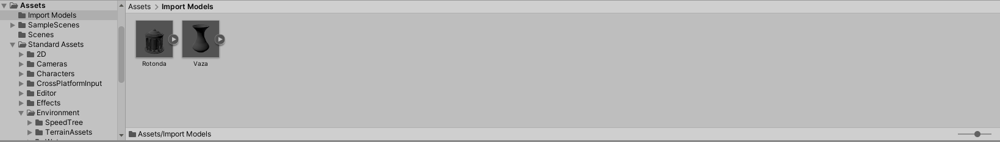 Assets
Import Models
SampleScenes
Scenes
Standard Assets
2D
Cameras
Characters
CrossPlatformInput
Editor
Effects
Environment
SpeedTree
TerrainAssets
Assets > Import Models
Rotonda
Vaza
Assets/Import Models